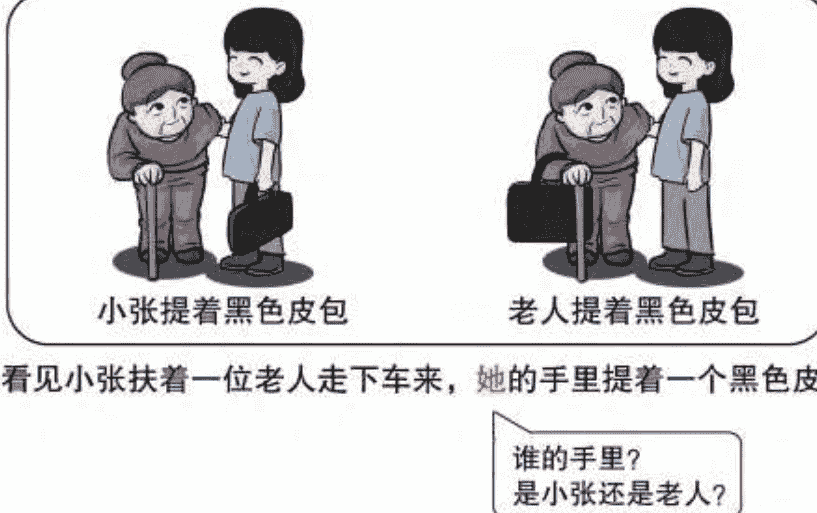 小张提着黑色皮包
老人提着黑色皮包
看见小张扶着一位老人走下车来，她的手里提着一个黑色皮
谁的手里？
是小张还是老人？